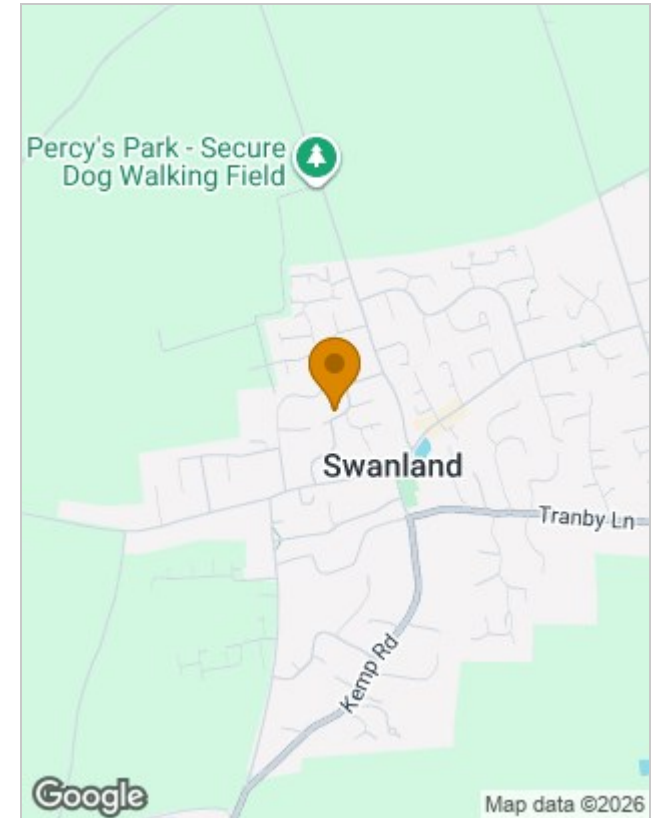 Percy's Park - Secure
Dog Walking Field
Swanland
Tranby Ln
Kemp Rd
Google
Map data ©2026